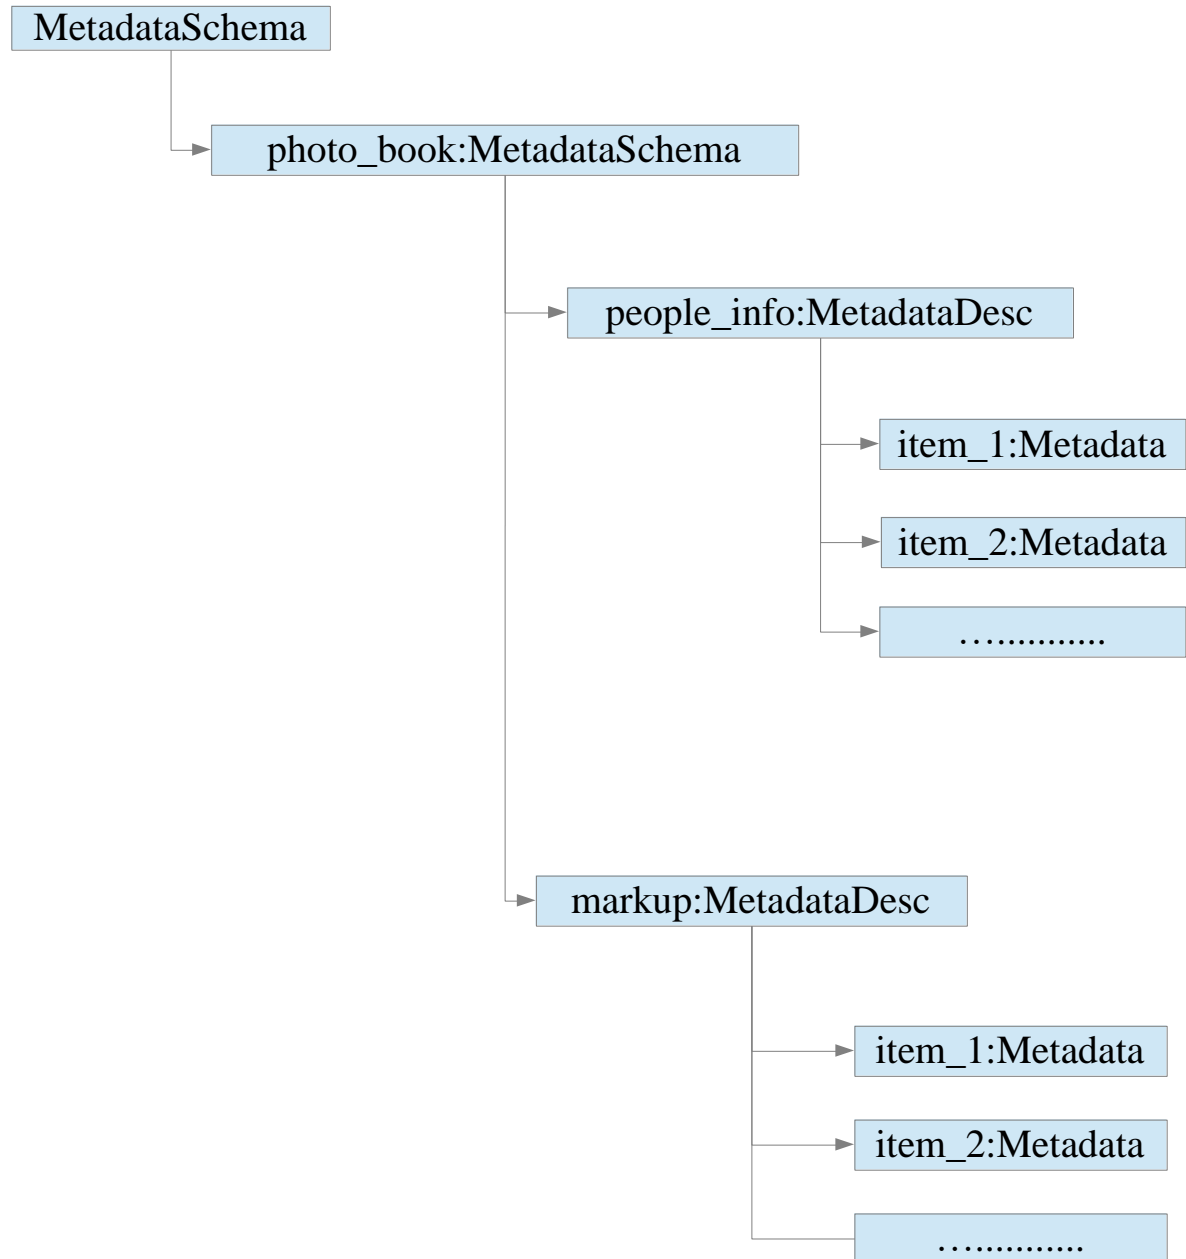 MetadataSchema
photo_book:MetadataSchema
people_info:MetadataDesc
item_1:Metadata
item_2:Metadata
…...........
markup:MetadataDesc
item_1:Metadata
item_2:Metadata
…...........